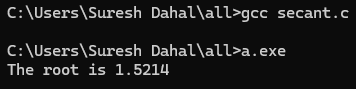 C:\Users\Suresh Dahal\all>gcc secant.c
C:\Users\Suresh Dahal\all>a.exe
The root is 1.5214